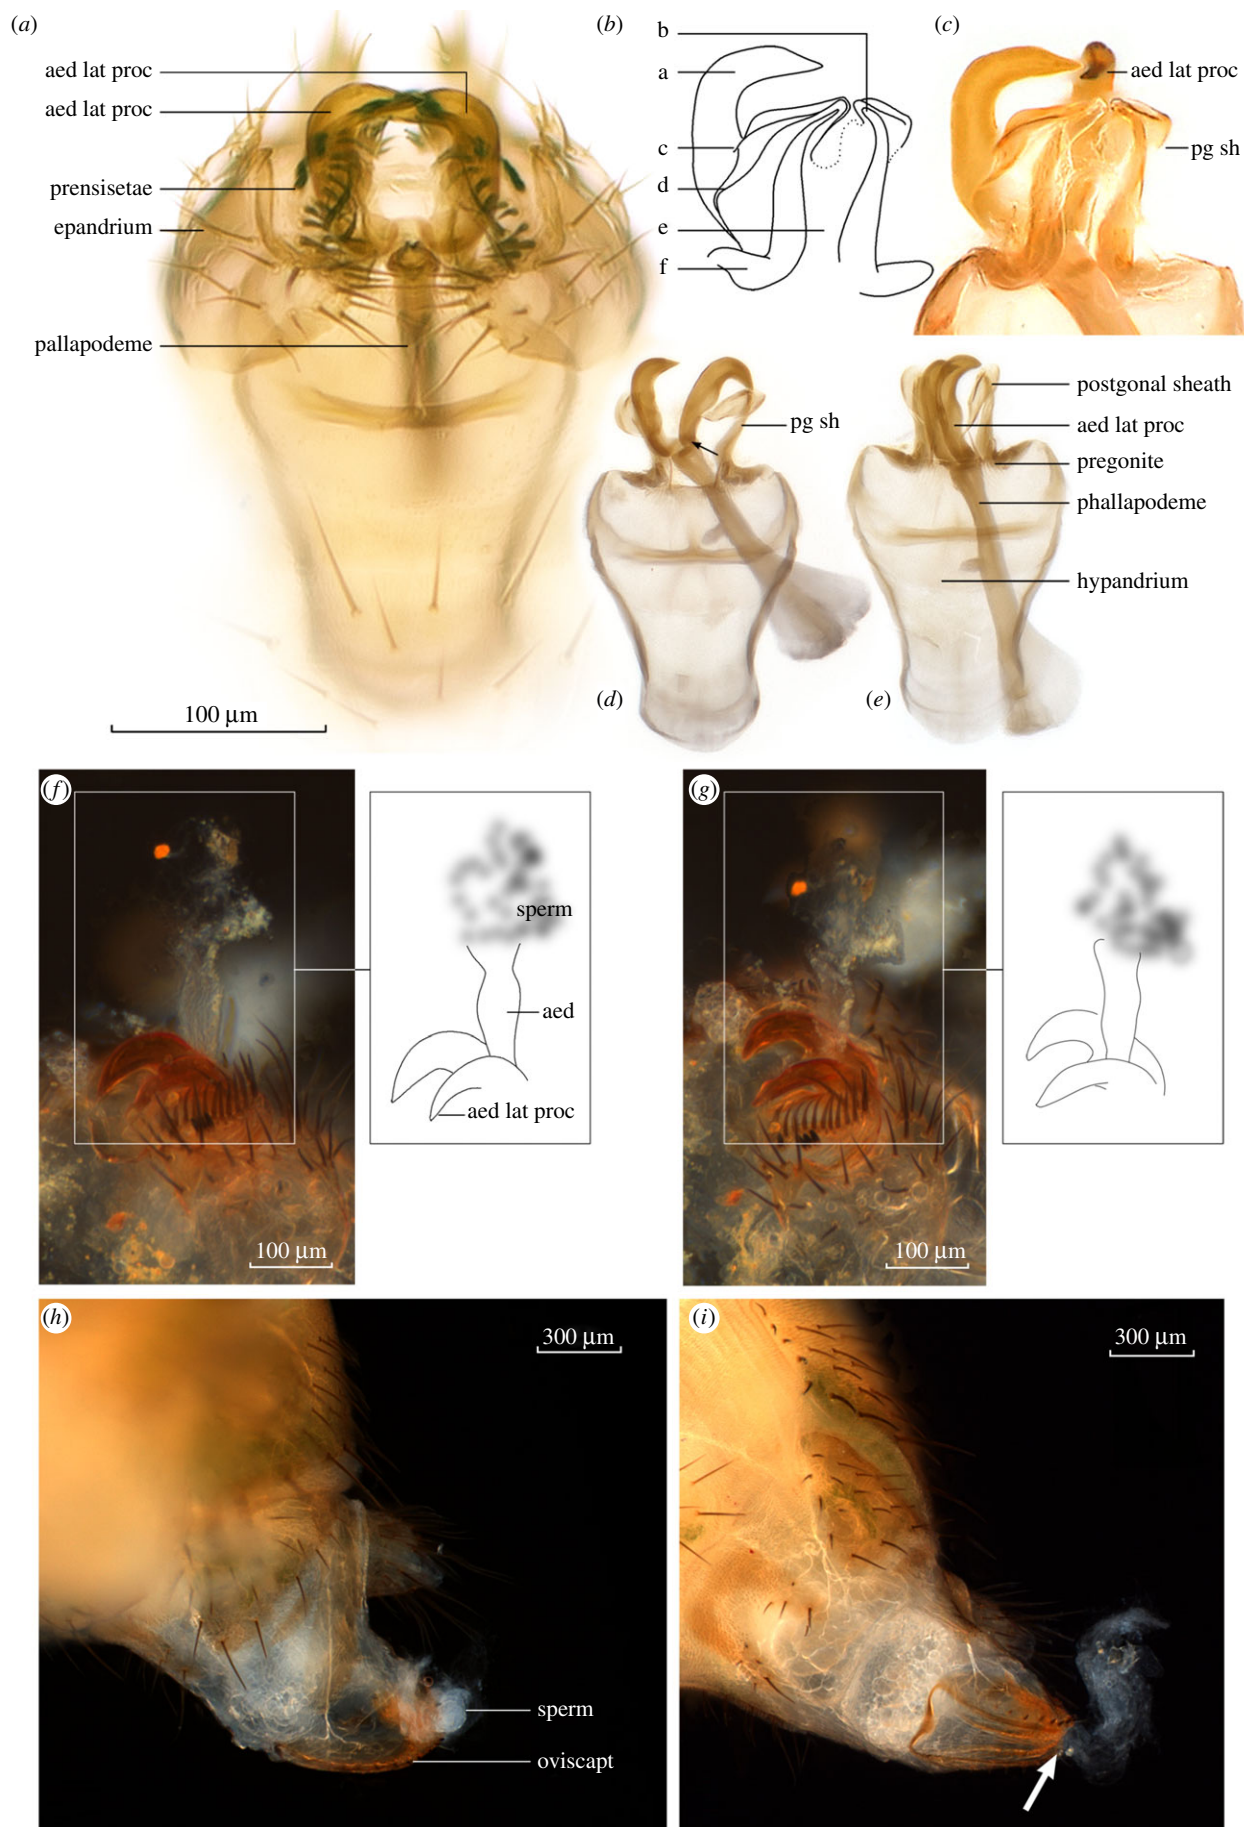 (a)
aed lat proc
aed lat proc
prensisetae
epandrium
pallapodeme
100 μm
(b)
a
b
c
d
e
f
(c)
aed lat proc
pg sh
(d)
pg sh
(e)
postgonal sheath
aed lat proc
pregonite
phallapodeme
hypandrium
(f)
100 μm
sperm
aed
aed lat proc
(g)
100 μm
(h)
300 μm
sperm
oviscapt
(i)
300 μm